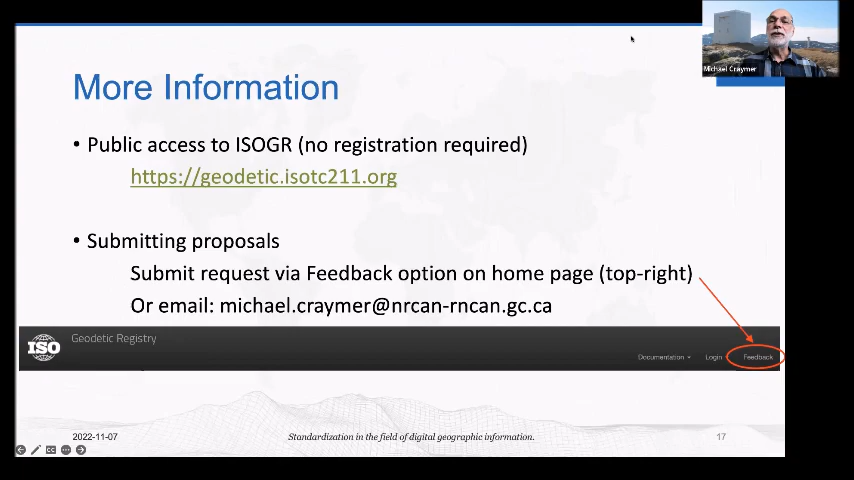 Michael Craymer
More Information
• Public access to ISOGR (no registration required)
https://geodetic.isotc211.org
• Submitting proposals
Submit request via Feedback option on home page (top-right)
Or email: michael.craymer@nrcan-rncan.gc.ca
ISO
Geodetic Registry
Documentation
Login
Feedback
2022-11-07
Standardization in the field of digital geographic information.
17
CC